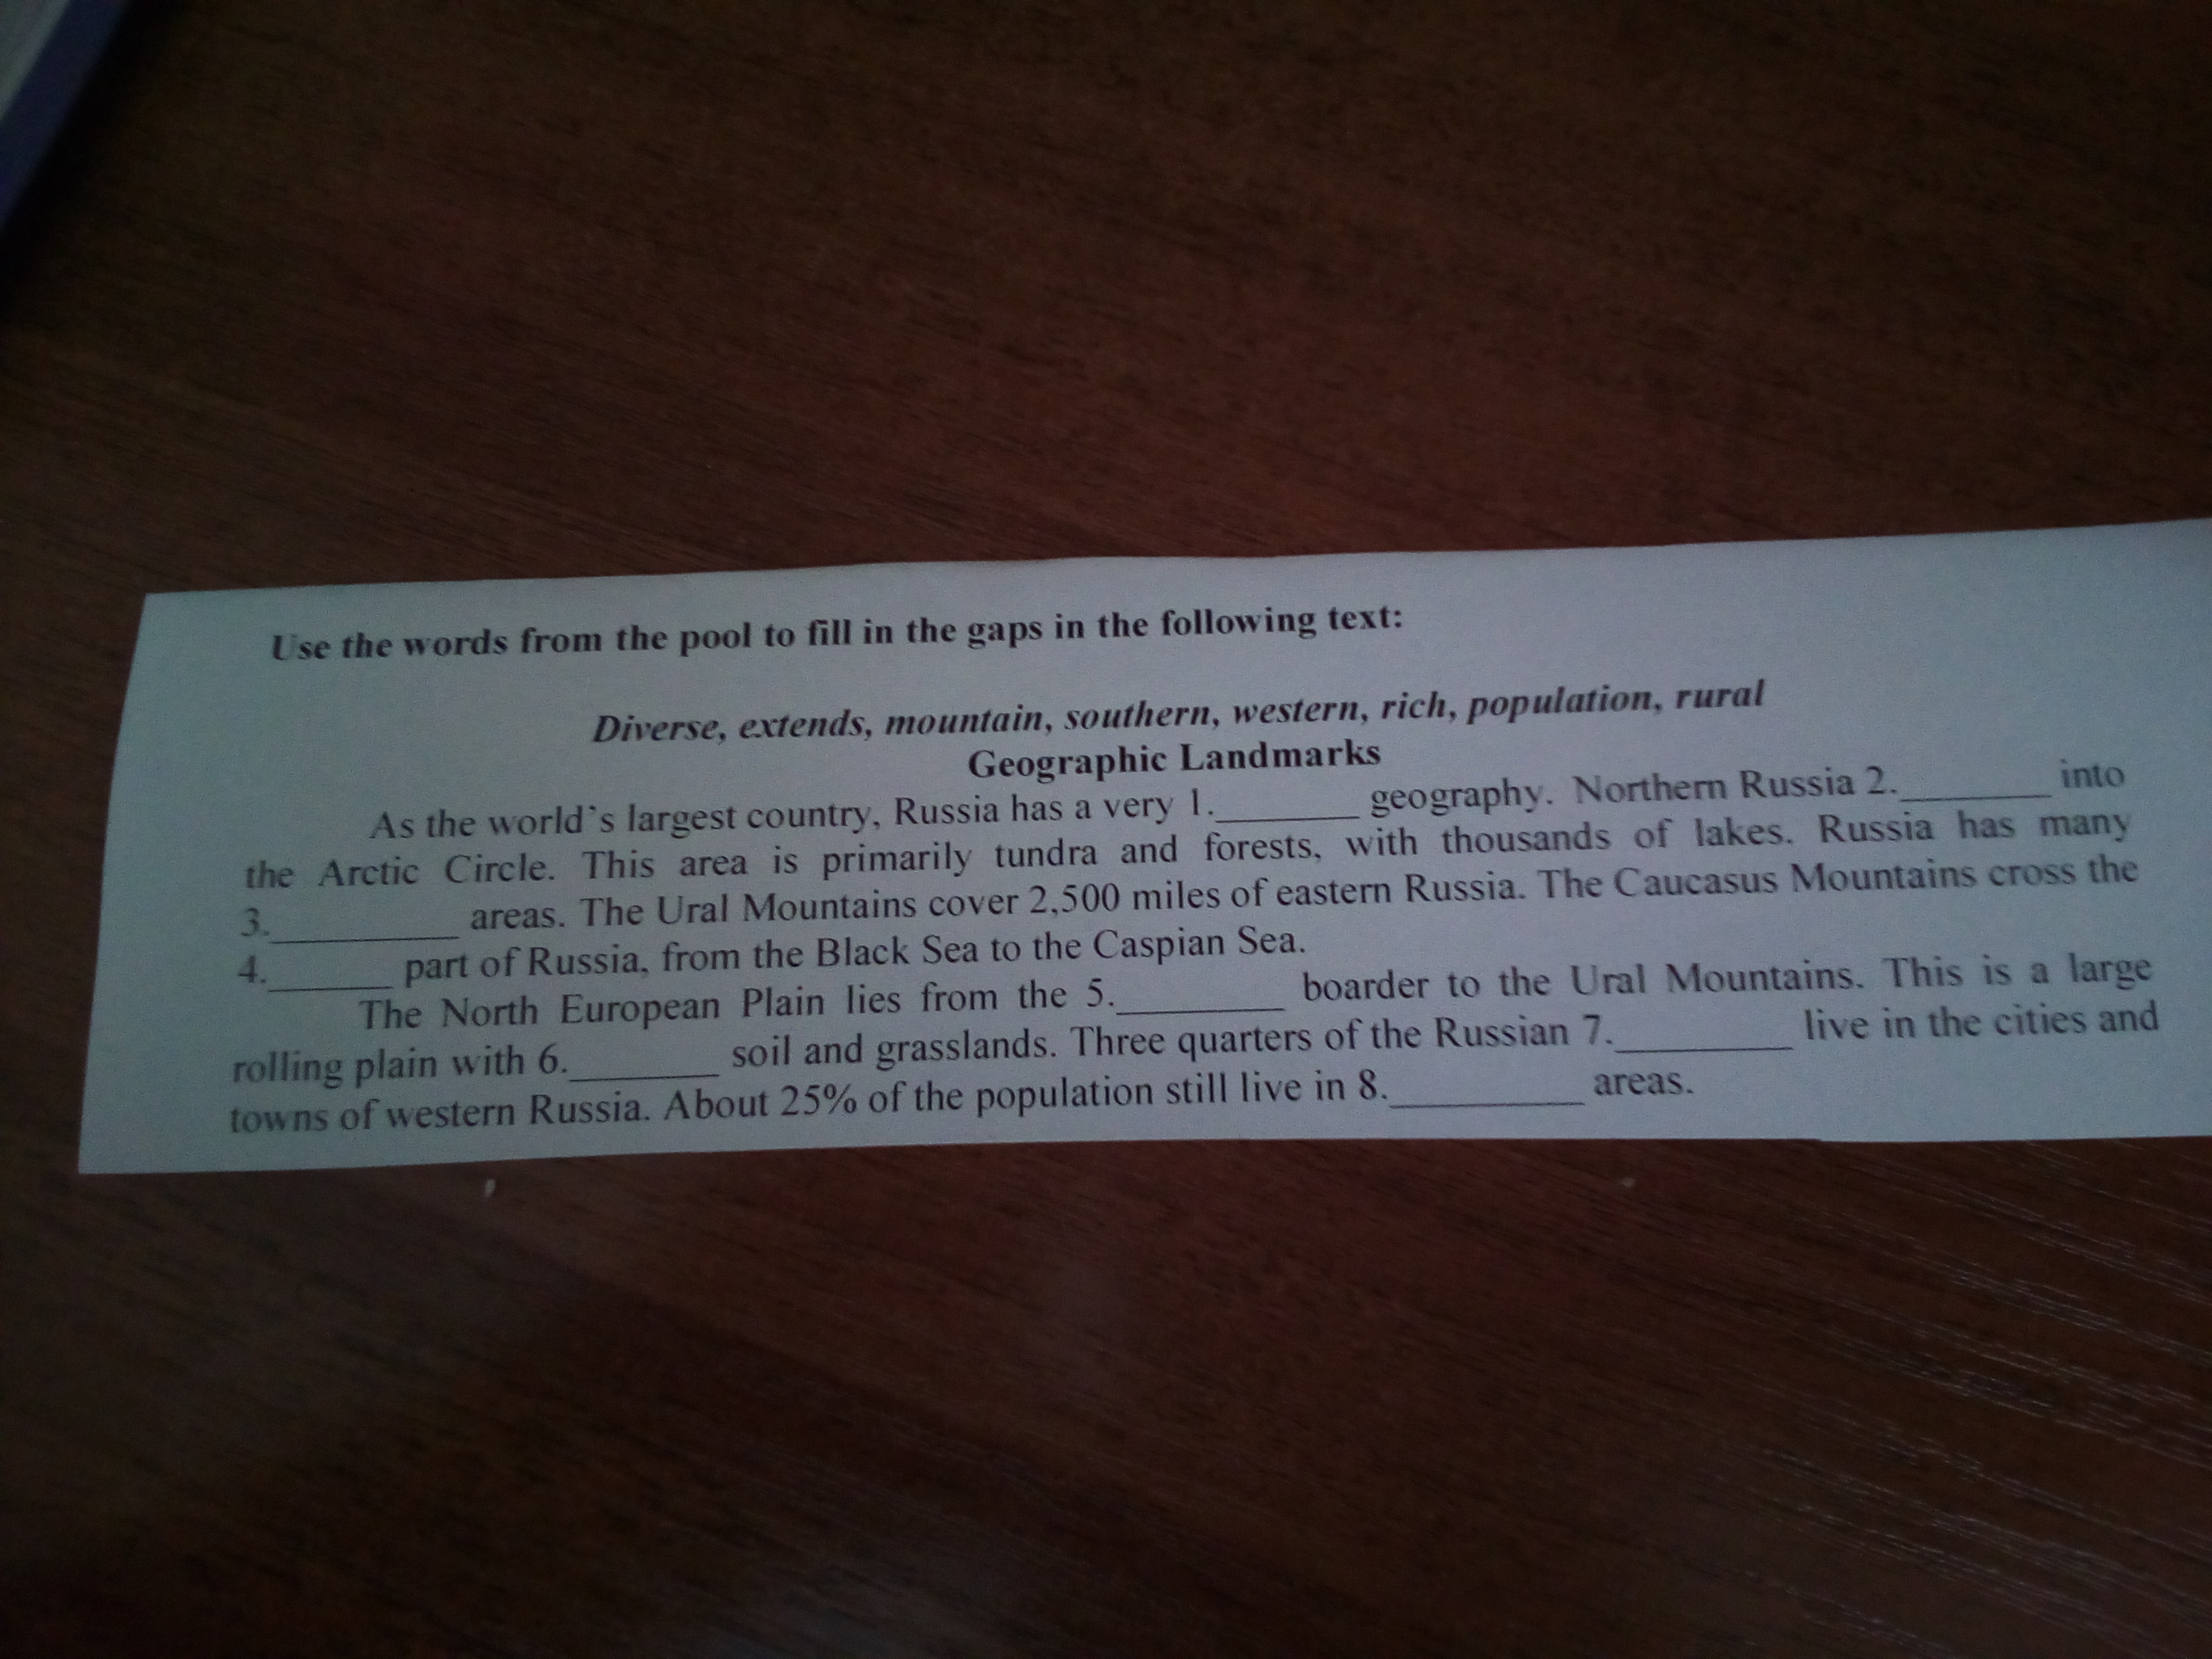 Use the words from the pool to fill in the gaps in the following text:
Diverse, extends, mountain, southern, western, rich, population, rural
Geographic Landmarks
As the world`s largest country, Russia has a very 1._______ geography. Northern Russia 2._______ into
the Arctic Circle. This area is primarily tundra and forests, with thousands of lakes. Russia has many
3._________ areas. The Ural Mountains cover 2,500 miles of eastern Russia. The Caucasus Mountains cross the
4.______ part of Russia, from the Black Sea to the Caspian Sea.
The North European Plain lies from the 5.________ boarder to the Ural Mountains. This is a large
rolling plain with 6._______ soil and grasslands. Three quarters of the Russian 7._________ live in the cities and
towns of western Russia. About 25% of the population still live in 8._________ areas.